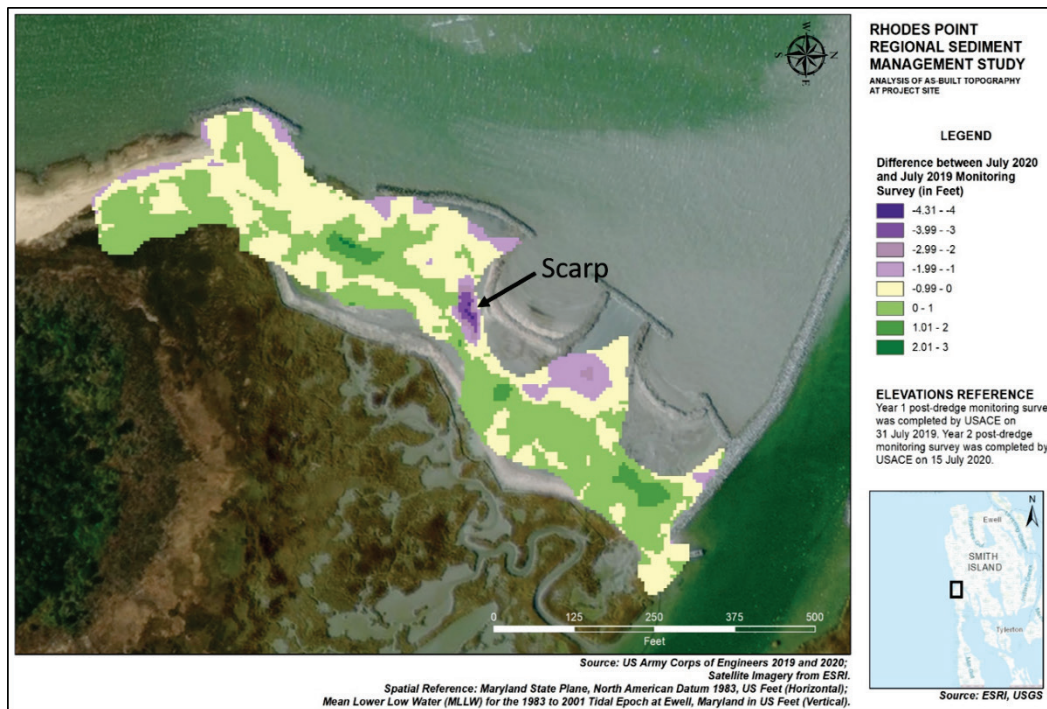 RHODES POINT
REGIONAL SEDIMENT
MANAGEMENT STUDY
ANALYSIS OF AS-BUILT TOPOGRAPHY
AT PROJECT SITE
LEGEND
Difference between July 2020
and July 2019 Monitoring
Survey (in Feet)
-4.31 - -4
-3.99 - -3
-2.99 - -2
-1.99 - -1
-0.99 - 0
0 - 1
1.01 - 2
2.01 - 3
ELEVATIONS REFERENCE
Year 1 post-dredge monitoring surve
was completed by USACE on
31 July 2019. Year 2 post-dredge
monitoring survey was completed by
USACE on 15 July 2020.
W
S N
E
Scarp
0 125 250 375 500
Feet
Source: US Army Corps of Engineers 2019 and 2020;
Satellite Imagery from ESRI.
Spatial Reference: Maryland State Plane, North American Datum 1983, US Feet (Horizontal);
Mean Lower Low Water (MLLW) for the 1983 to 2001 Tidal Epoch at Ewell, Maryland in US Feet (Vertical).
N
Ewell
SMITH
ISLAND
Tylerton
Source: ESRI, USGS